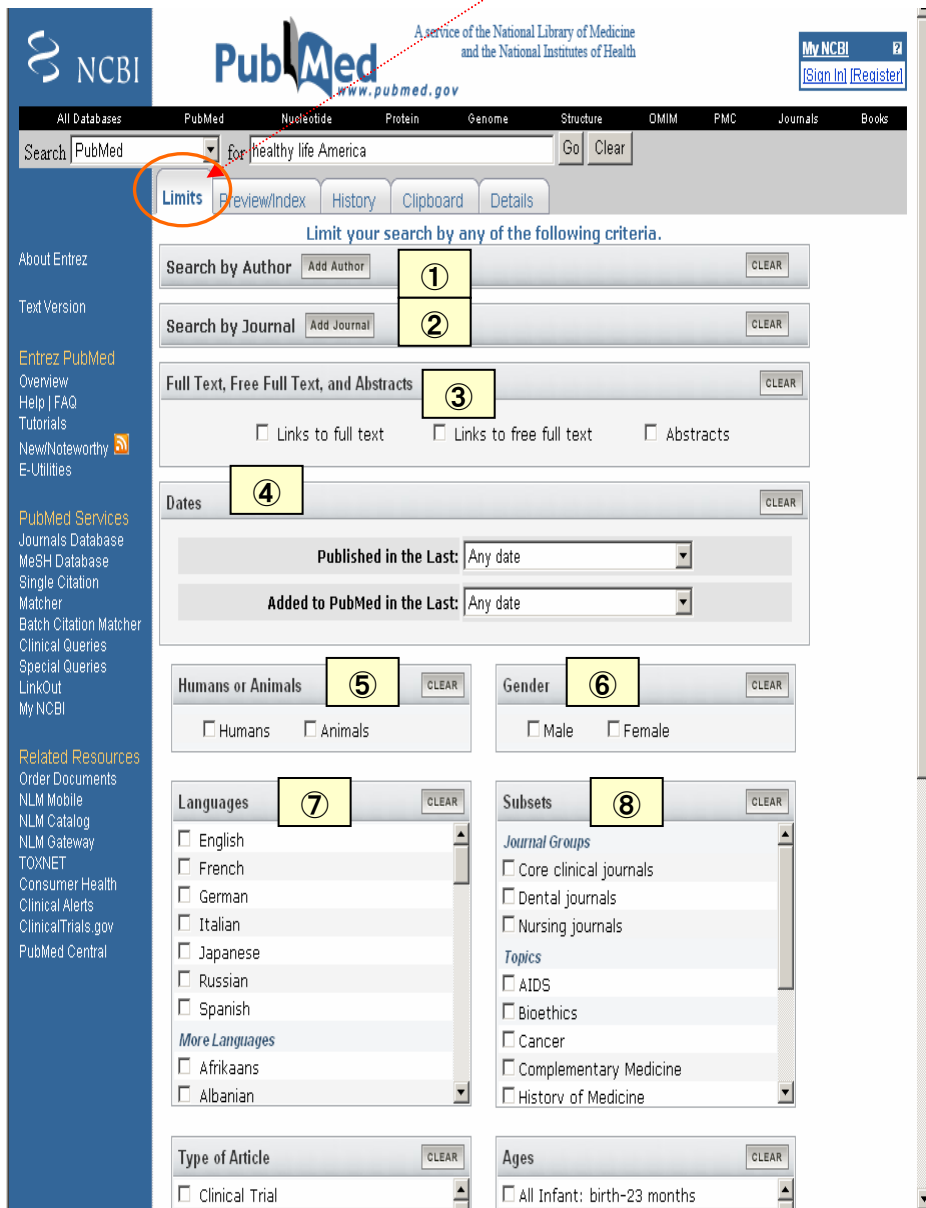 NCBI
PubMed
www.pubmed.gov
A service of the National Library of Medicine
and the National Institutes of Health
My NCBI ?
[Sign In] [Register]
All Databases PubMed Nucleotide Protein Genome Structure OMIM PMC Journals Books
Search PubMed for healthy life America Go Clear
Limits Preview/Index History Clipboard Details
Limit your search by any of the following criteria.
About Entrez
Text Version
Entrez PubMed
Overview
Help | FAQ
Tutorials
New/Noteworthy
E-Utilities
PubMed Services
Journals Database
MeSH Database
Single Citation
Matcher
Batch Citation Matcher
Clinical Queries
Special Queries
LinkOut
My NCBI
Related Resources
Order Documents
NLM Mobile
NLM Catalog
NLM Gateway
TOXNET
Consumer Health
Clinical Alerts
ClinicalTrials.gov
PubMed Central
Search by Author Add Author ① CLEAR
Search by Journal Add Journal ② CLEAR
Full Text, Free Full Text, and Abstracts ③ CLEAR
Links to full text Links to free full text Abstracts
Dates ④ CLEAR
Published in the Last: Any date
Added to PubMed in the Last: Any date
Humans or Animals ⑤ CLEAR
Humans Animals
Gender ⑥ CLEAR
Male Female
Languages ⑦ CLEAR
English
French
German
Italian
Japanese
Russian
Spanish
More Languages
Afrikaans
Albanian
Subsets ⑧ CLEAR
Journal Groups
Core clinical journals
Dental journals
Nursing journals
Topics
AIDS
Bioethics
Cancer
Complementary Medicine
History of Medicine
Type of Article CLEAR
Clinical Trial
Ages CLEAR
All Infant: birth-23 months